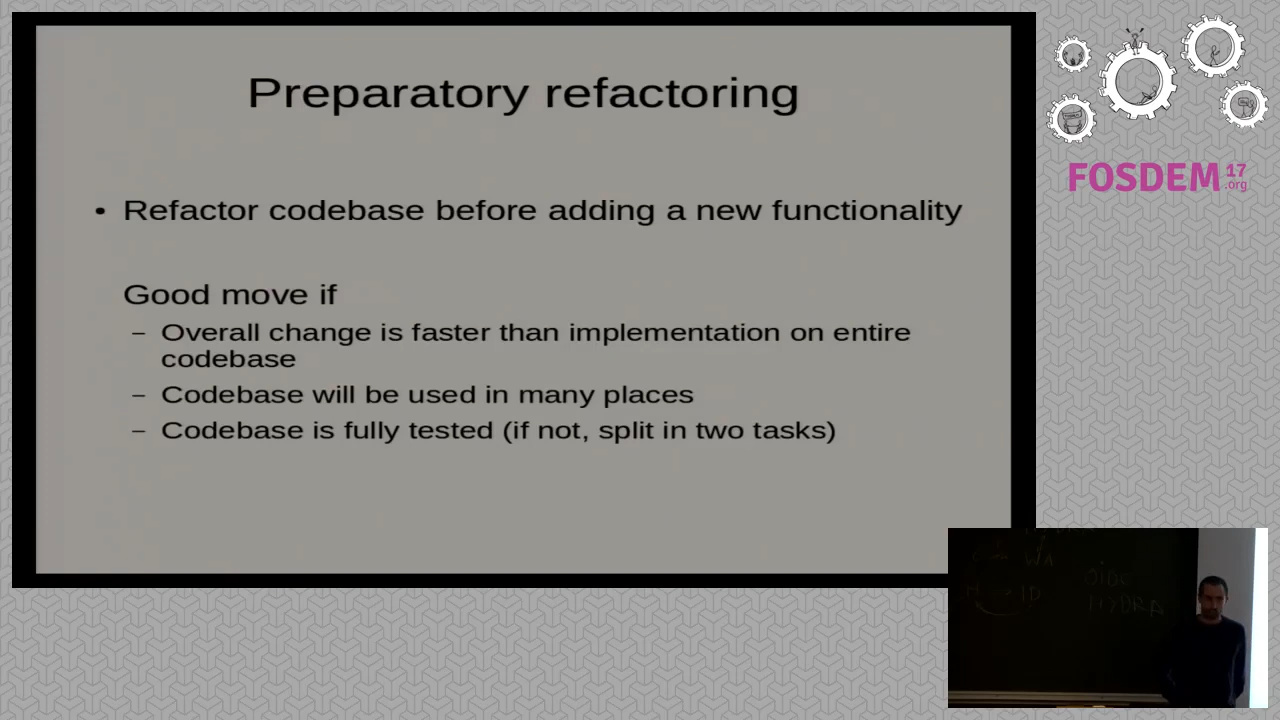 Preparatory refactoring
• Refactor codebase before adding a new functionality
Good move if
– Overall change is faster than implementation on entire
codebase
– Codebase will be used in many places
– Codebase is fully tested (if not, split in two tasks)
FOSDEM 17
.org
HYDRA